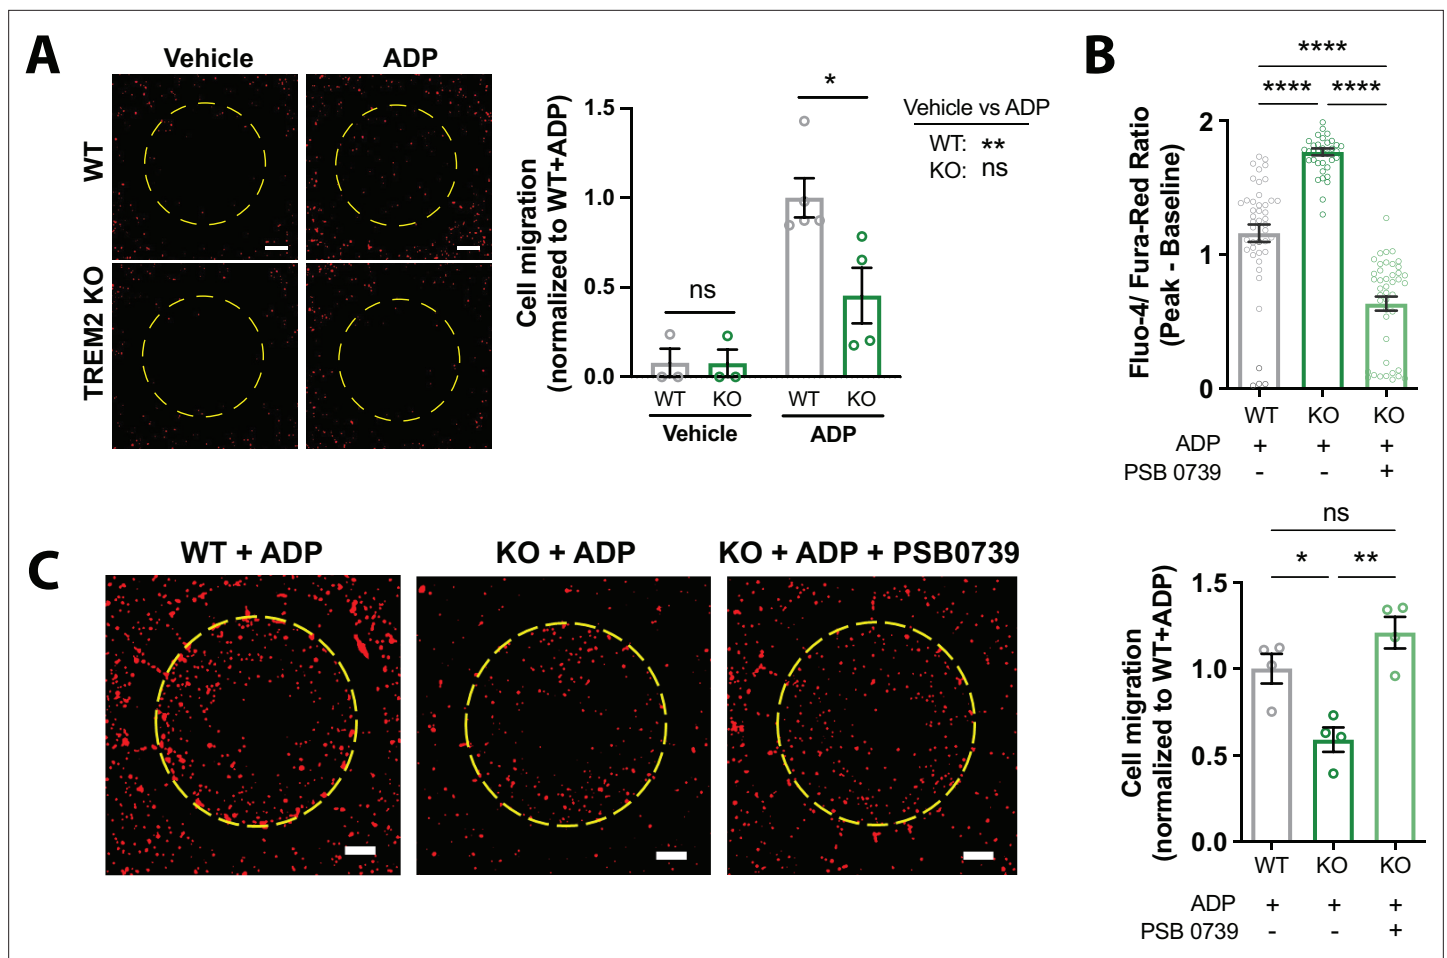 A
Vehicle
ADP
WT
TREM2 KO
Cell migration
(normalized to WT+ADP)
1.5
1.0
0.5
0.0
ns
*
WT
KO
WT
KO
Vehicle
ADP
Vehicle vs ADP
WT: **
KO: ns
B
Fluo-4/ Fura-Red Ratio
(Peak - Baseline)
****
**** ****
2
1
0
WT KO KO
ADP + + +
PSB 0739 - - +
C
WT + ADP
KO + ADP
KO + ADP + PSB0739
Cell migration
(normalized to WT+ADP)
ns
* **
1.5
1.0
0.5
0.0
WT KO KO
ADP + + +
PSB 0739 - - +